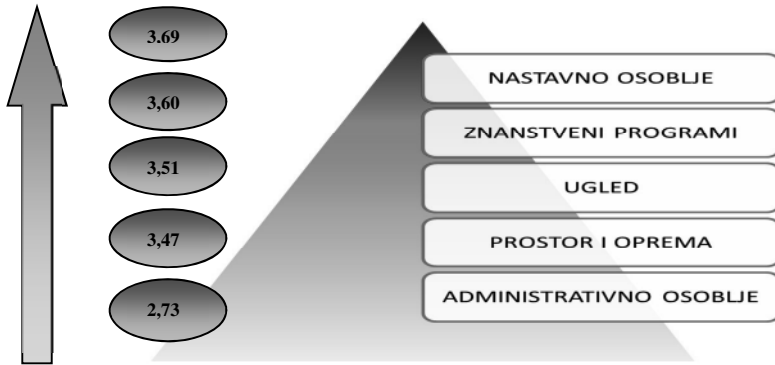 3.69
NASTAVNO OSOBLJE
3,60
ZNANSTVENI PROGRAMI
3,51
UGLED
3,47
PROSTOR I OPREMA
2,73
ADMINISTRATIVNO OSOBLJE